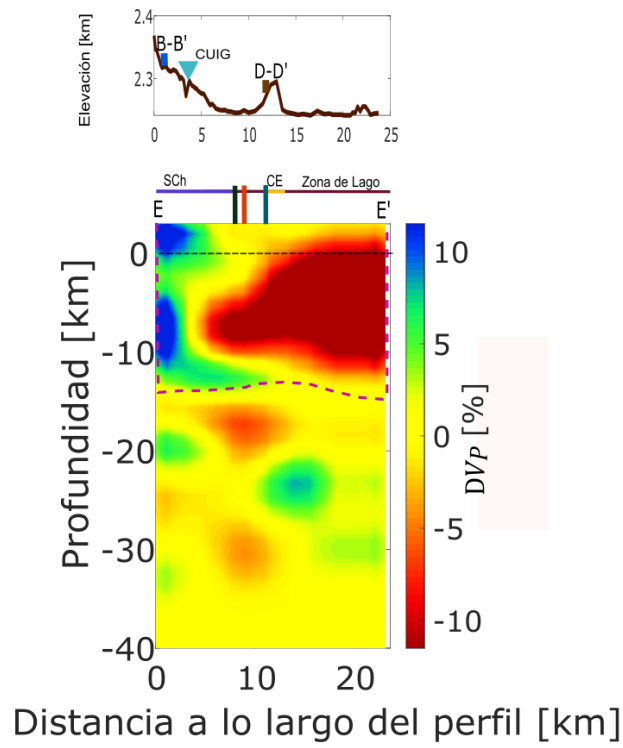 2.4
2.3
Elevación [km]
B-B'
CUIG
D-D'
0 5 10 15 20 25
SCh CE Zona de Lago
E E'
0
-10
-20
-30
-40
Profundidad [km]
0 10 20
Distancia a lo largo del perfil [km]
10
5
0
-5
-10
DVP [%]